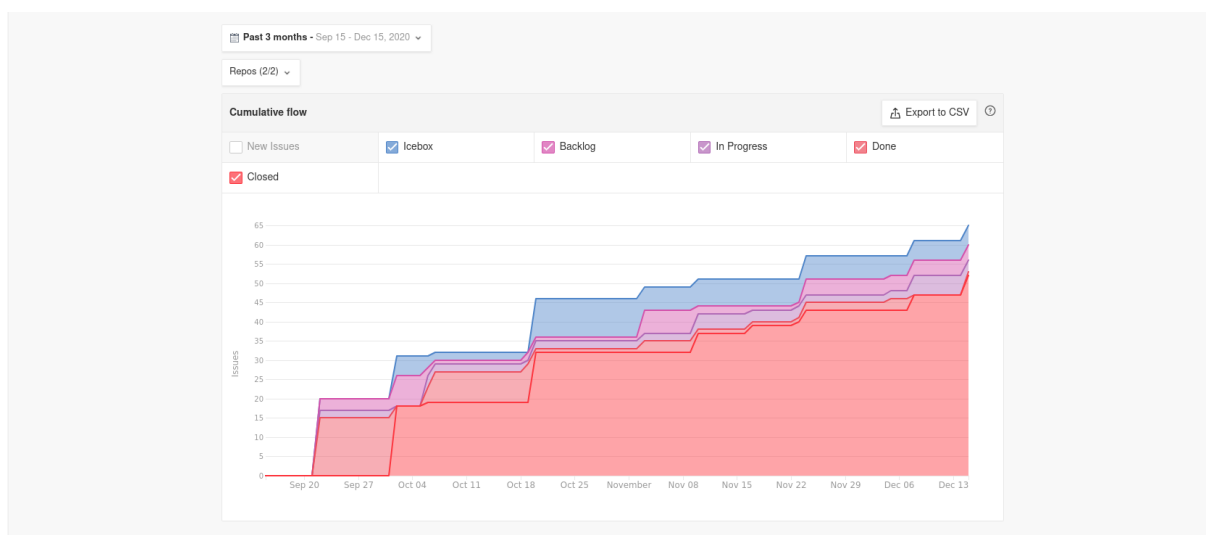 Past 3 months - Sep 15 - Dec 15, 2020
Repos (2/2)
Cumulative flow
Export to CSV
?
New Issues
Icebox
Backlog
In Progress
Done
Closed
65
60
55
50
45
40
35
30
25
20
15
10
5
0
Issues
Sep 20 Sep 27 Oct 04 Oct 11 Oct 18 Oct 25 November Nov 08 Nov 15 Nov 22 Nov 29 Dec 06 Dec 13